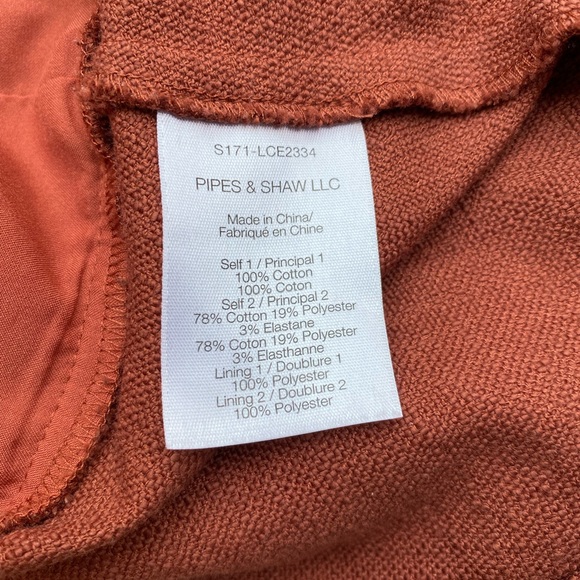 S171-LCE2334
PIPES & SHAW LLC
Made in China/
Fabriqué en Chine
Self 1 / Principal 1
100% Cotton
100% Coton
Self 2 / Principal 2
78% Cotton 19% Polyester
3% Elastane
78% Cotton 19% Polyester
3% Elasthanne
Lining 1 / Doublure 1
100% Polyester
Lining 2 / Doublure 2
100% Polyester